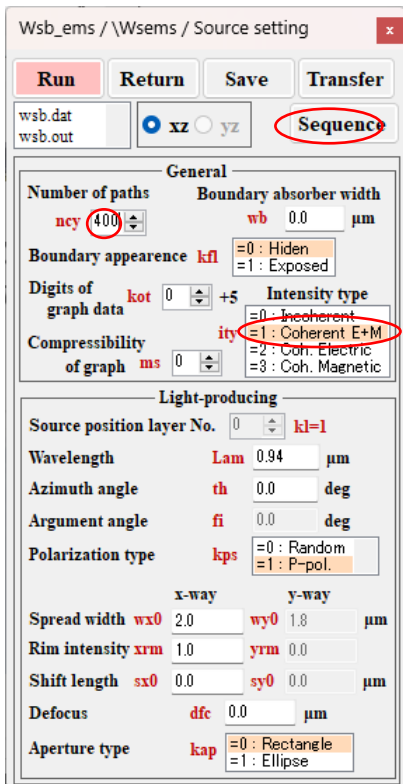 Wsb_ems / \Wsems / Source setting x
Run Return Save Transfer
wsb.dat
wsb.out
xz yz
Sequence
General
Number of paths Boundary absorber width
ncy 400 wb 0.0 μm
Boundary appearence kfl =0 : Hiden
=1 : Exposed
Digits of
graph data kot 0 +5 Intensity type
Compressibility
of graph ms 0
ity =0 : Incoherent
=1 : Coherent E+M
=2 : Coh. Electric
=3 : Coh. Magnetic
Light-producing
Source position layer No. 0 kl=1
Wavelength Lam 0.94 μm
Azimuth angle th 0.0 deg
Argument angle fi 0.0 deg
Polarization type kps =0 : Random
=1 : P-pol.
x-way y-way
Spread width wx0 2.0 wy0 1.8 μm
Rim intensity xrm 1.0 yrm 0.0
Shift length sx0 0.0 sy0 0.0 μm
Defocus dfc 0.0 μm
Aperture type kap =0 : Rectangle
=1 : Ellipse